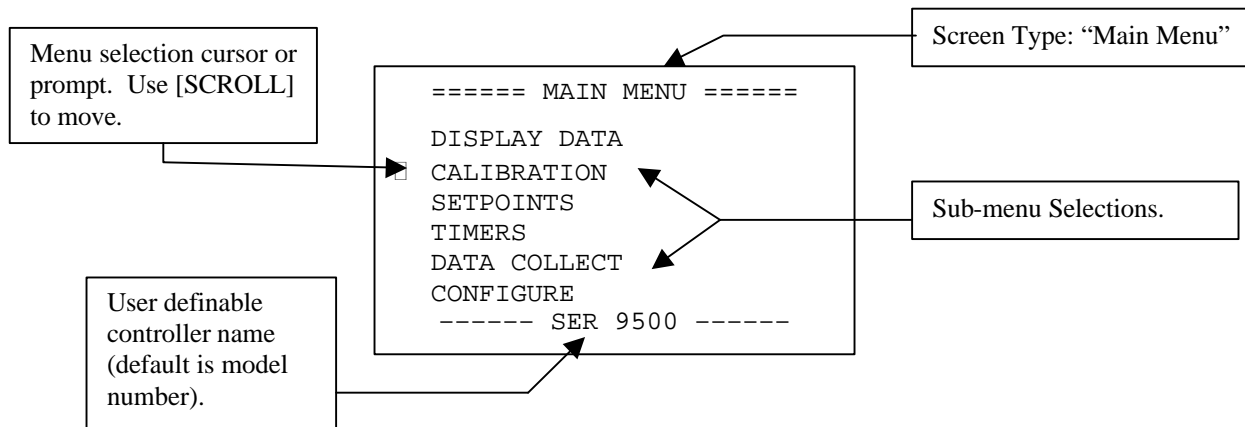 Menu selection cursor or
prompt.  Use [SCROLL]
to move.
Screen Type: “Main Menu”
====== MAIN MENU ======
DISPLAY DATA
CALIBRATION
SETPOINTS
TIMERS
DATA COLLECT
CONFIGURE
------ SER 9500 ------
Sub-menu Selections.
User definable
controller name
(default is model
number).